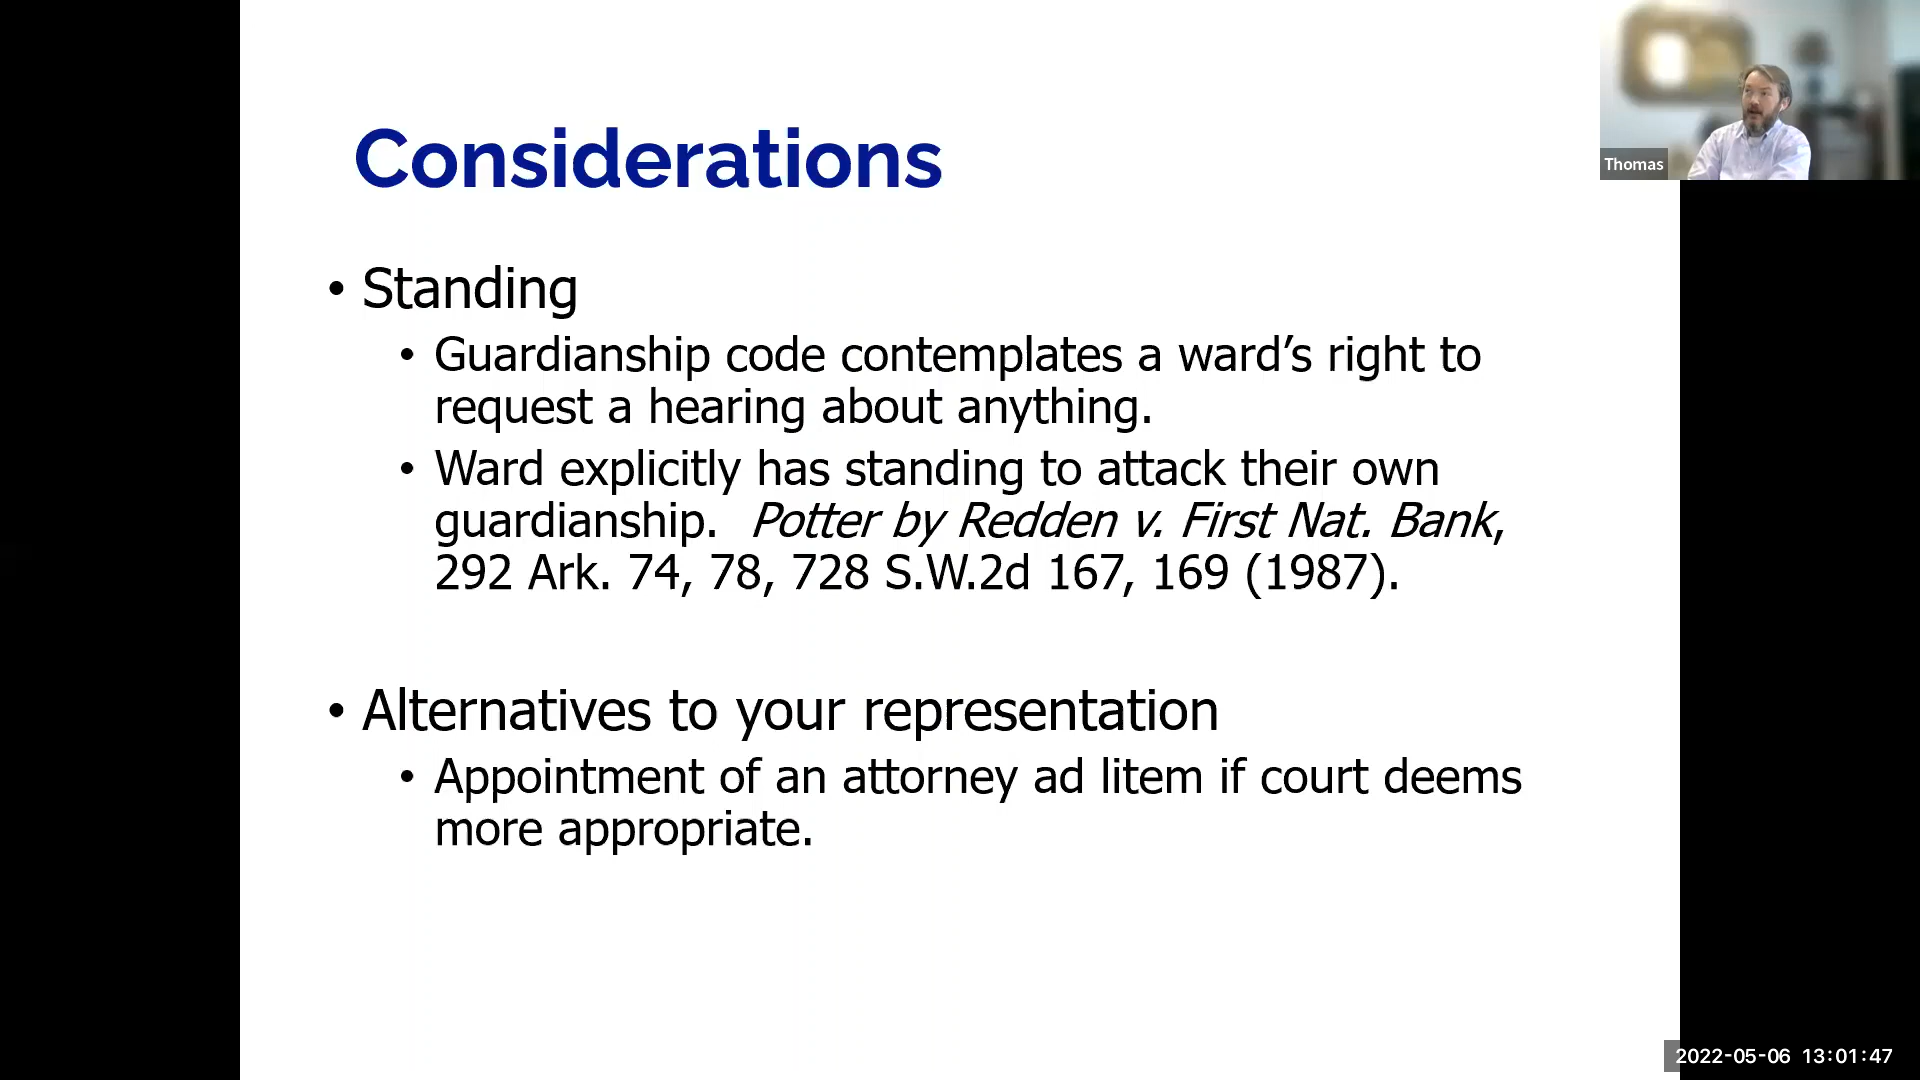 Considerations
• Standing
• Guardianship code contemplates a ward’s right to
request a hearing about anything.
• Ward explicitly has standing to attack their own
guardianship. Potter by Redden v. First Nat. Bank,
292 Ark. 74, 78, 728 S.W.2d 167, 169 (1987).
• Alternatives to your representation
• Appointment of an attorney ad litem if court deems
more appropriate.
Thomas
2022-05-06 13:01:47